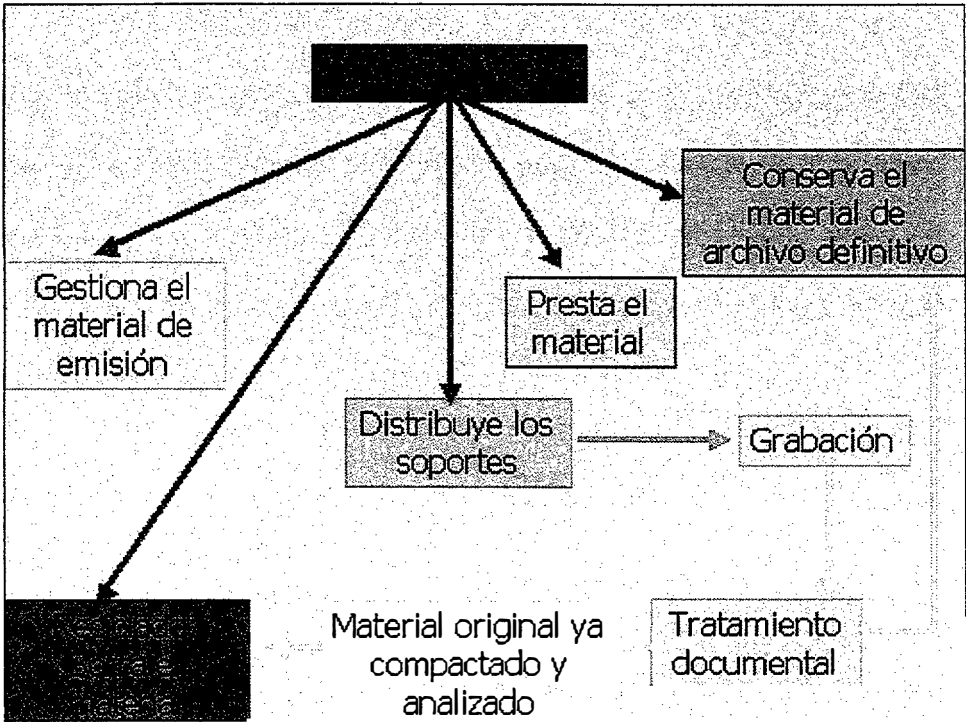 Conserva el
material de
archivo definitivo
Gestiona el
material de
emisión
Presta el
material
Distribuye los
soportes
Grabación
Material original ya
compactado y
analizado
Tratamiento
documental